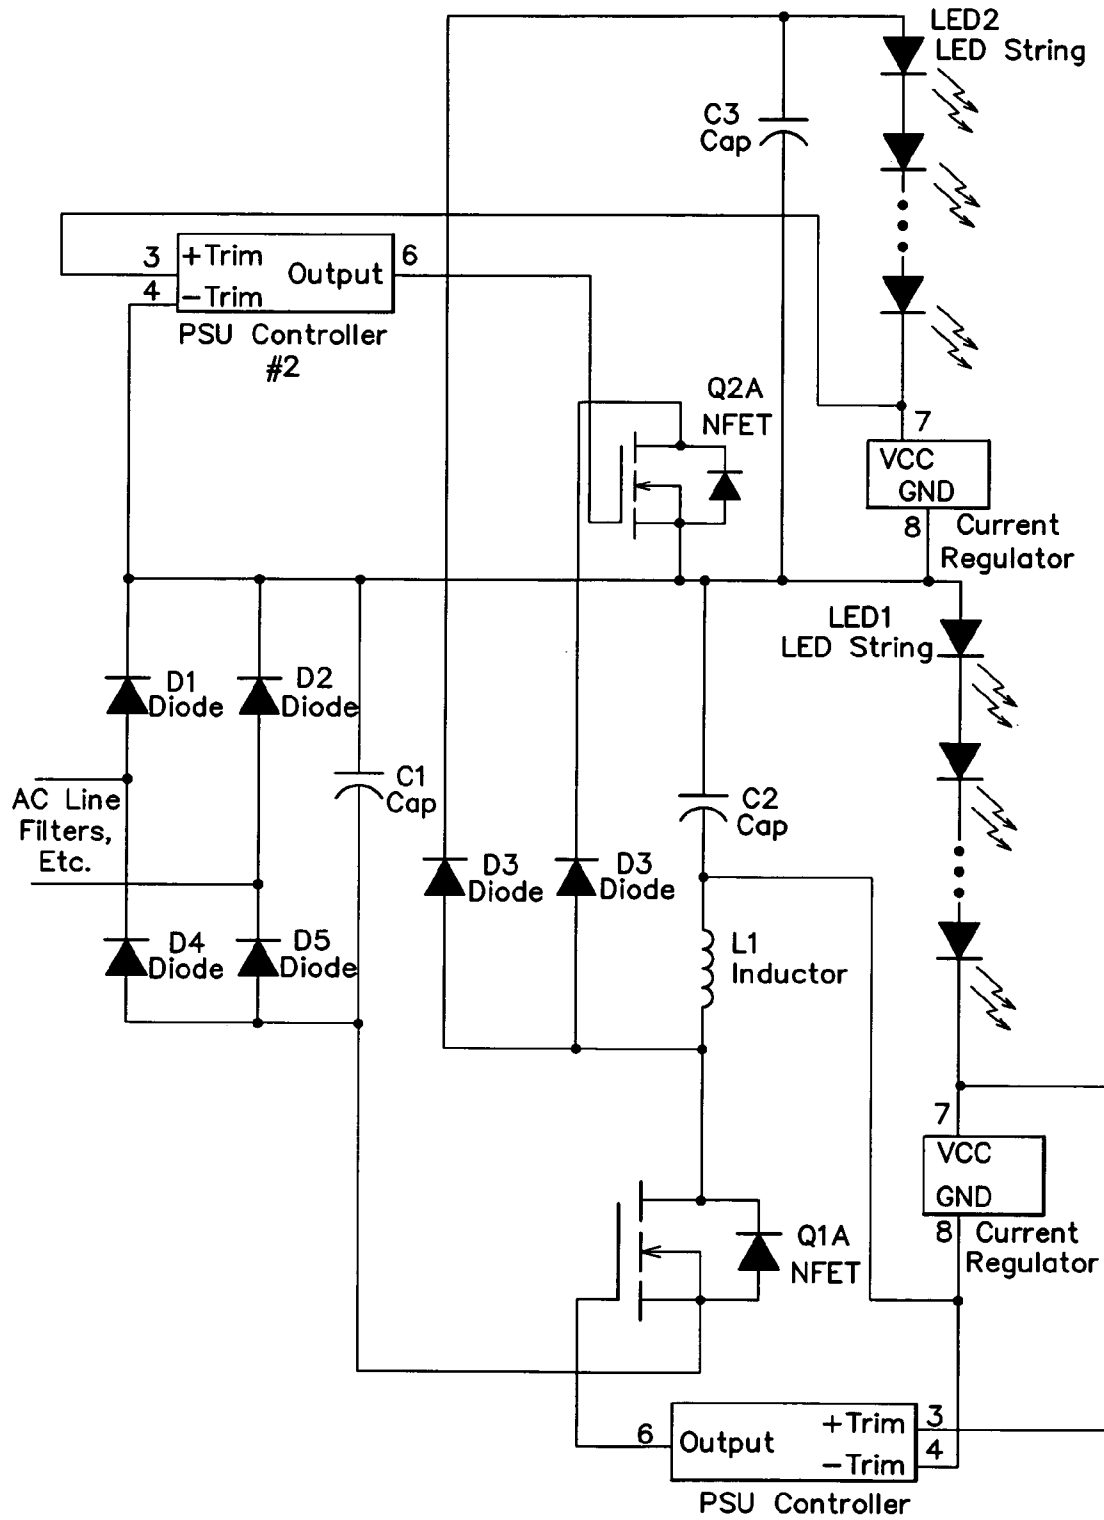 LED2
LED String
C3
Cap
3
+Trim
Output
6
4
-Trim
PSU Controller
#2
Q2A
NFET
7
VCC
GND
8
Current
Regulator
LED1
LED String
D1
Diode
D2
Diode
AC Line
Filters,
Etc.
C1
Cap
C2
Cap
D3
Diode
D3
Diode
D4
Diode
D5
Diode
L1
Inductor
7
VCC
GND
8
Current
Regulator
Q1A
NFET
6
Output
+Trim
3
-Trim
4
PSU Controller